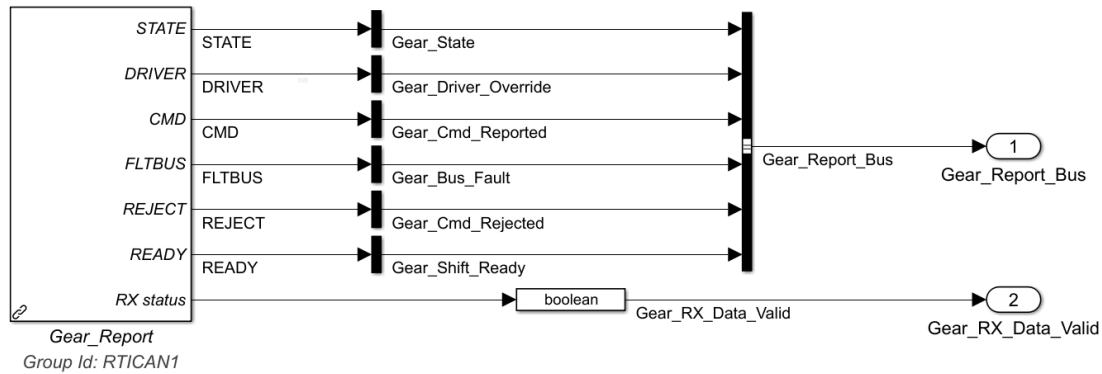 STATE
STATE
Gear_State
DRIVER
DRIVER
Gear_Driver_Override
CMD
CMD
Gear_Cmd_Reported
FLTBUS
FLTBUS
Gear_Bus_Fault
REJECT
REJECT
Gear_Cmd_Rejected
READY
READY
Gear_Shift_Ready
RX status
Gear_Report
Group Id: RTICAN1
Gear_Report_Bus
1
Gear_Report_Bus
boolean
Gear_RX_Data_Valid
2
Gear_RX_Data_Valid